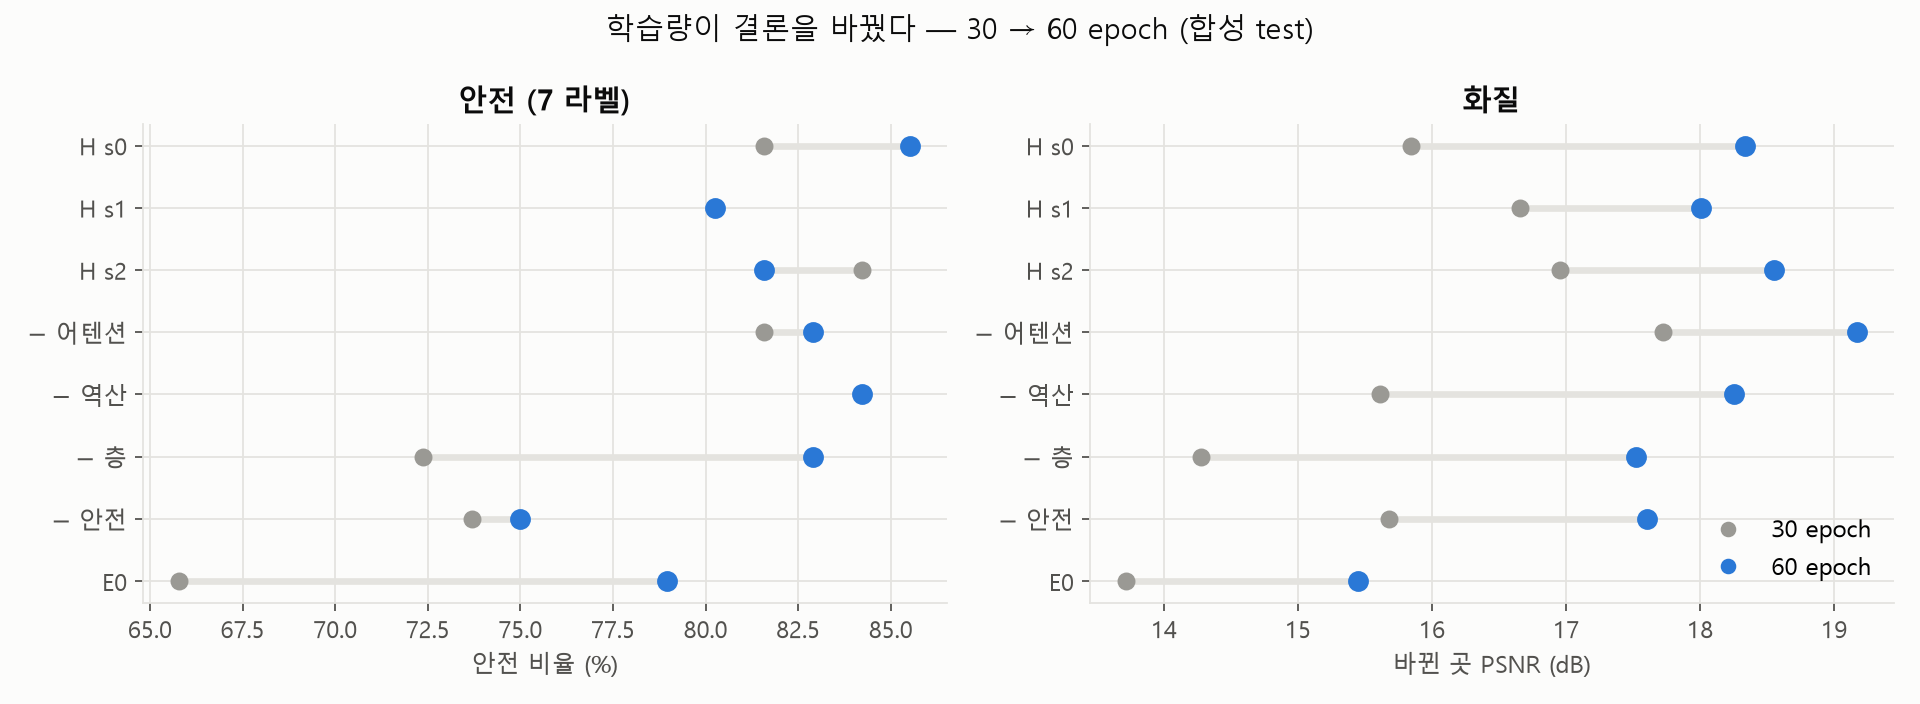 학습량이 결론을 바꿨다 — 30 → 60 epoch (합성 test)
안전 (7 라벨)
H s0
H s1
H s2
− 어텐션
− 역산
− 층
− 안전
E0
65.0 67.5 70.0 72.5 75.0 77.5 80.0 82.5 85.0
안전 비율 (%)
화질
H s0
H s1
H s2
− 어텐션
− 역산
− 층
− 안전
E0
30 epoch
60 epoch
14 15 16 17 18 19
바뀐 곳 PSNR (dB)